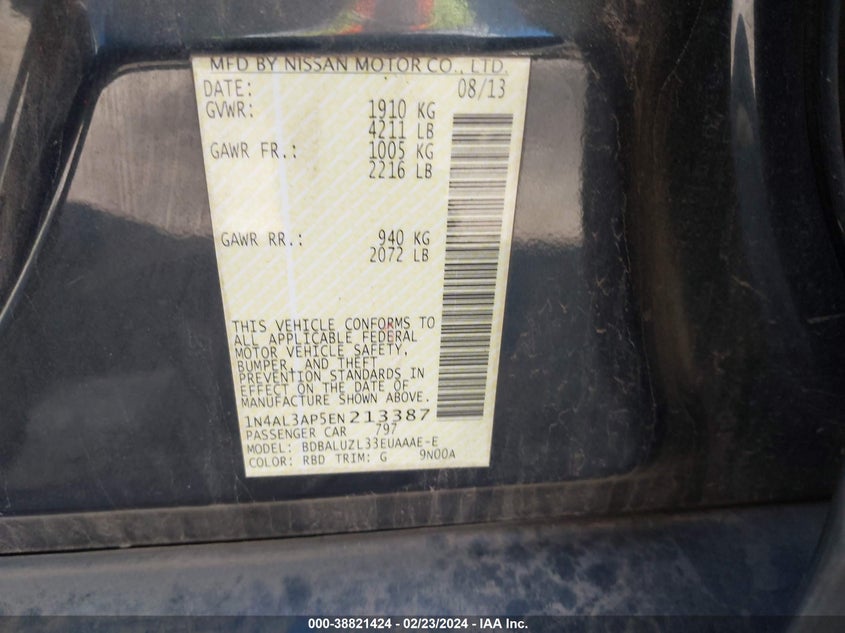 MFD BY NISSAN MOTOR CO., LTD.
DATE: 08/13
GVWR: 1910 KG
4211 LB
GAWR FR.: 1005 KG
2216 LB
GAWR RR.: 940 KG
2072 LB
THIS VEHICLE CONFORMS TO
ALL APPLICABLE FEDERAL
MOTOR VEHICLE SAFETY,
BUMPER, AND THEFT
PREVENTION STANDARDS IN
EFFECT ON THE DATE OF
MANUFACTURE SHOWN ABOVE.
1N4AL3AP5EN213387
PASSENGER CAR 797
MODEL: BDBALUZL33EUAAAE-E
COLOR: RBD TRIM: G 9N00A
000-38821424 - 02/23/2024 - IAA Inc.